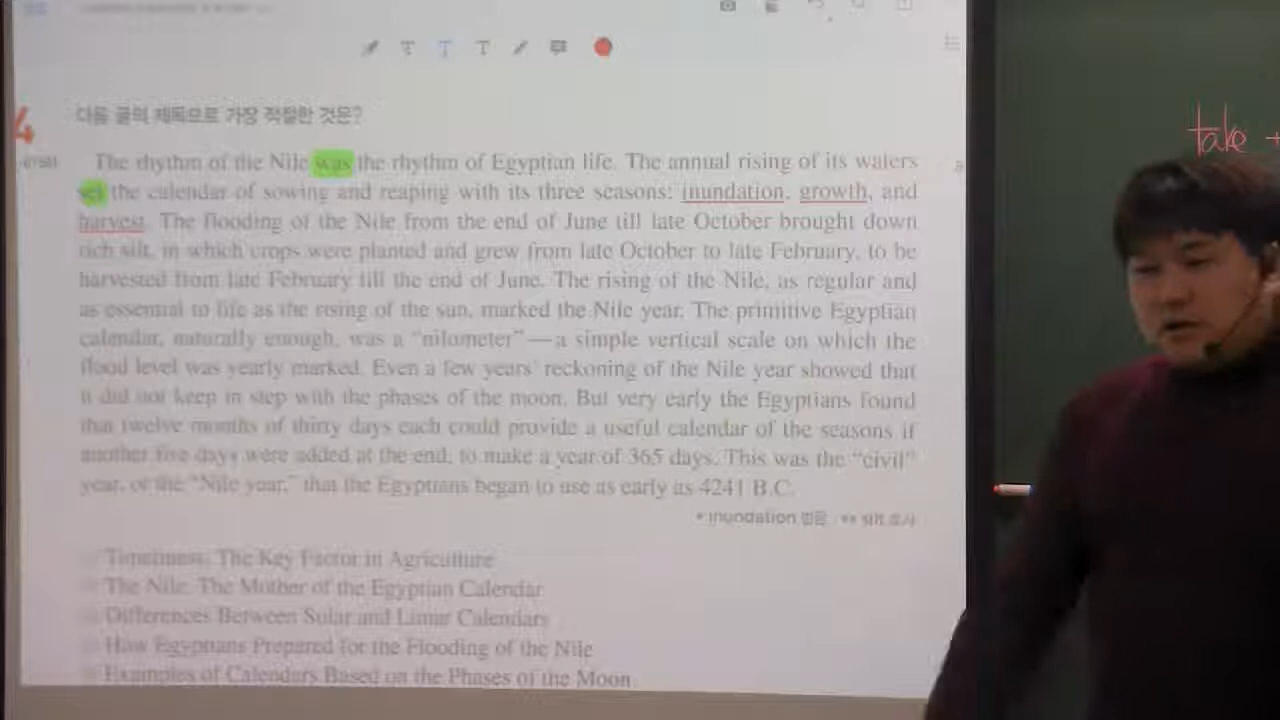 take +
4 다음 글의 제목으로 가장 적절한 것은?
The rhythm of the Nile was the rhythm of Egyptian life. The annual rising of its waters
set the calendar of sowing and reaping with its three seasons: inundation, growth, and
harvest. The flooding of the Nile from the end of June till late October brought down
rich silt, in which crops were planted and grew from late October to late February, to be
harvested from late February till the end of June. The rising of the Nile, as regular and
as essential to life as the rising of the sun, marked the Nile year. The primitive Egyptian
calendar, naturally enough, was a “nilometer”—a simple vertical scale on which the
flood level was yearly marked. Even a few years’ reckoning of the Nile year showed that
it did not keep in step with the phases of the moon. But very early the Egyptians found
that twelve months of thirty days each could provide a useful calendar of the seasons if
another five days were added at the end, to make a year of 365 days. This was the “civil”
year, or the “Nile year,” that the Egyptians began to use as early as 4241 B.C.
* inundation 범람
Timeliness: The Key Factor in Agriculture
The Nile: The Mother of the Egyptian Calendar
Differences Between Solar and Lunar Calendars
How Egyptians Prepared for the Flooding of the Nile
Examples of Calendars Based on the Phases of the Moon